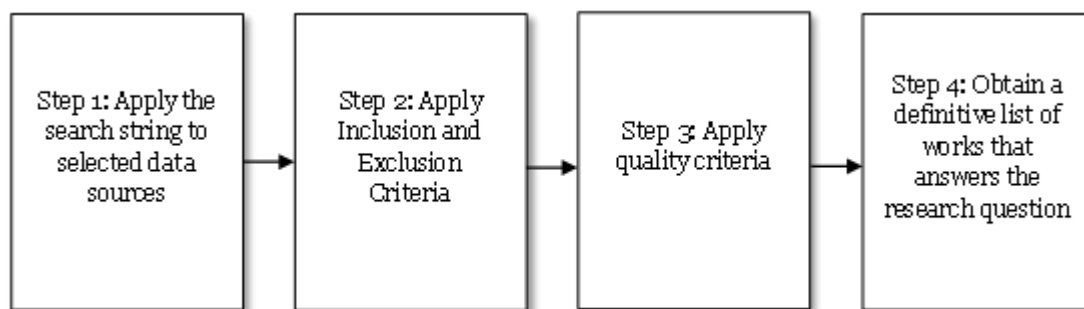 Step 1: Apply the
search string to
selected data
sources
Step 2: Apply
Inclusion and
Exclusion
Criteria
Step 3: Apply
quality criteria
Step 4: Obtain a
definitive list of
works that
answers the
research question